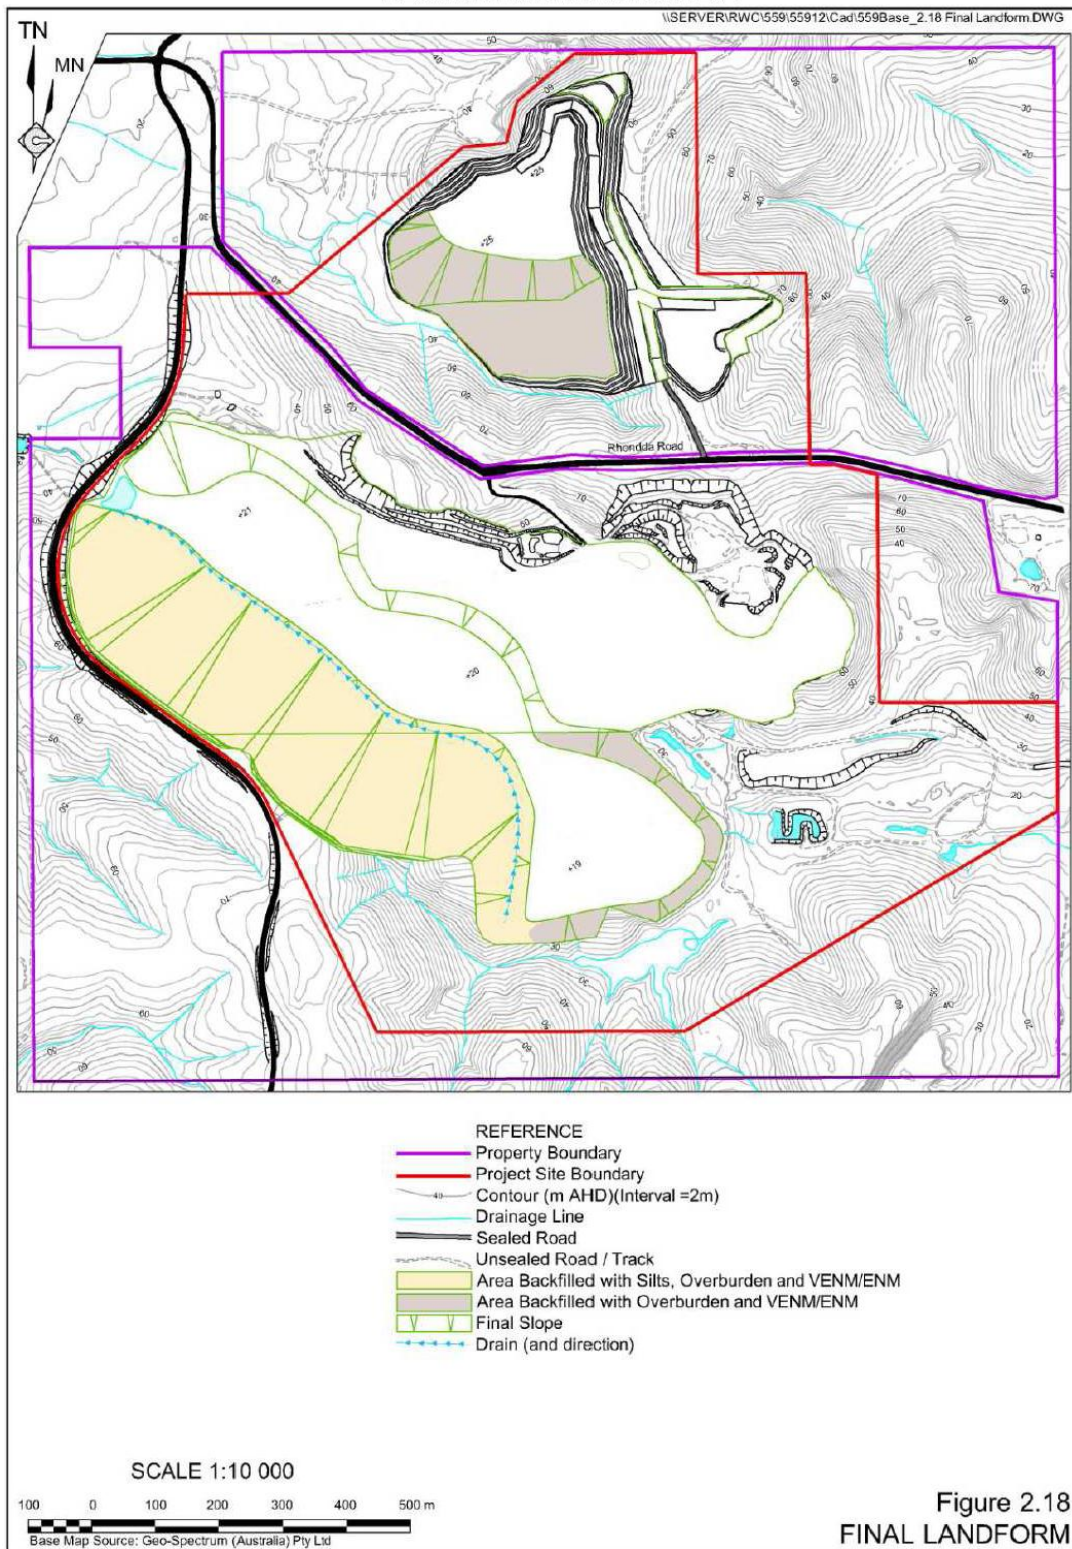 \\SERVER\RWC\559\55912\Cad\559Base_2.18 Final Landform.DWG
TN
MN
+25
+25
Rhondda Road
+21
+20
+19
REFERENCE
Property Boundary
Project Site Boundary
40 Contour (m AHD)(Interval =2m)
Drainage Line
Sealed Road
Unsealed Road / Track
Area Backfilled with Silts, Overburden and VENM/ENM
Area Backfilled with Overburden and VENM/ENM
Final Slope
Drain (and direction)
SCALE 1:10 000
100 0 100 200 300 400 500 m
Base Map Source: Geo-Spectrum (Australia) Pty Ltd
Figure 2.18
FINAL LANDFORM